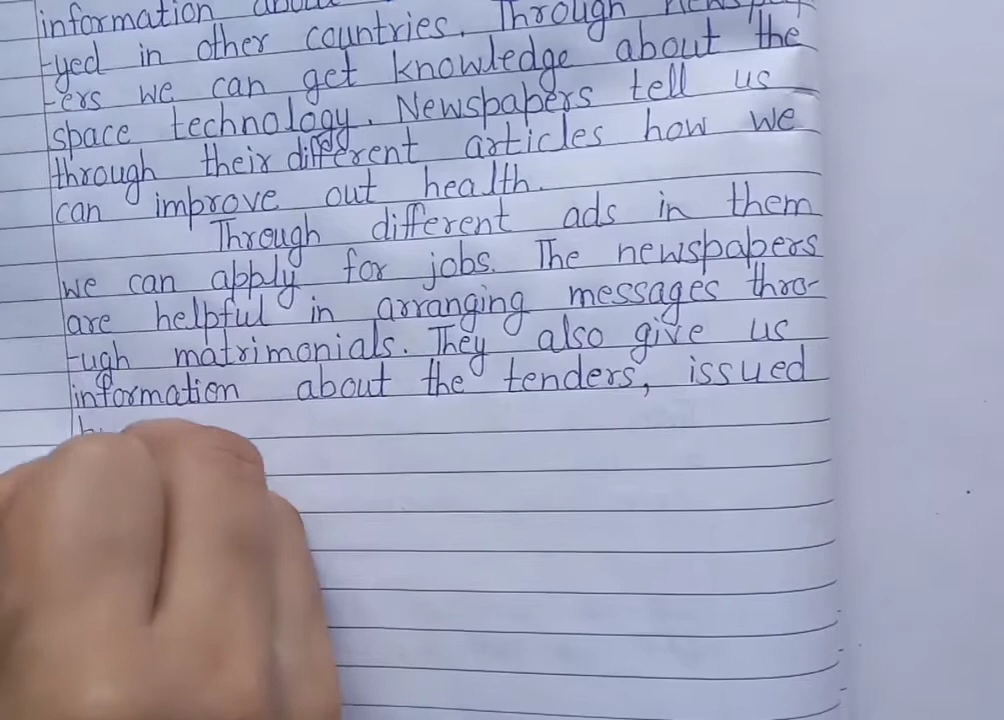 information about
-yed in other countries. Through newspap
-ers we can get knowledge about the
space technology. Newspapers tell us
through their different articles how we
can improve out health.
Through different ads in them
we can apply for jobs. The newspapers
are helpful in arranging messages thro-
-ugh matrimonials. They also give us
information about the tenders, issued